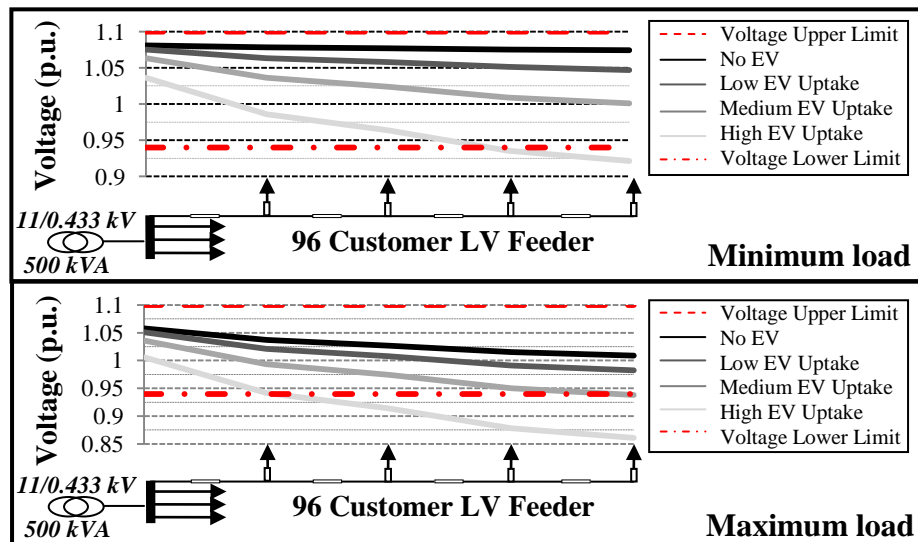 Voltage (p.u.)
1.1
1.05
1
0.95
0.9
Voltage Upper Limit
No EV
Low EV Uptake
Medium EV Uptake
High EV Uptake
Voltage Lower Limit
11/0.433 kV
500 kVA
96 Customer LV Feeder
Minimum load
Voltage (p.u.)
1.1
1.05
1
0.95
0.9
0.85
Voltage Upper Limit
No EV
Low EV Uptake
Medium EV Uptake
High EV Uptake
Voltage Lower Limit
11/0.433 kV
500 kVA
96 Customer LV Feeder
Maximum load